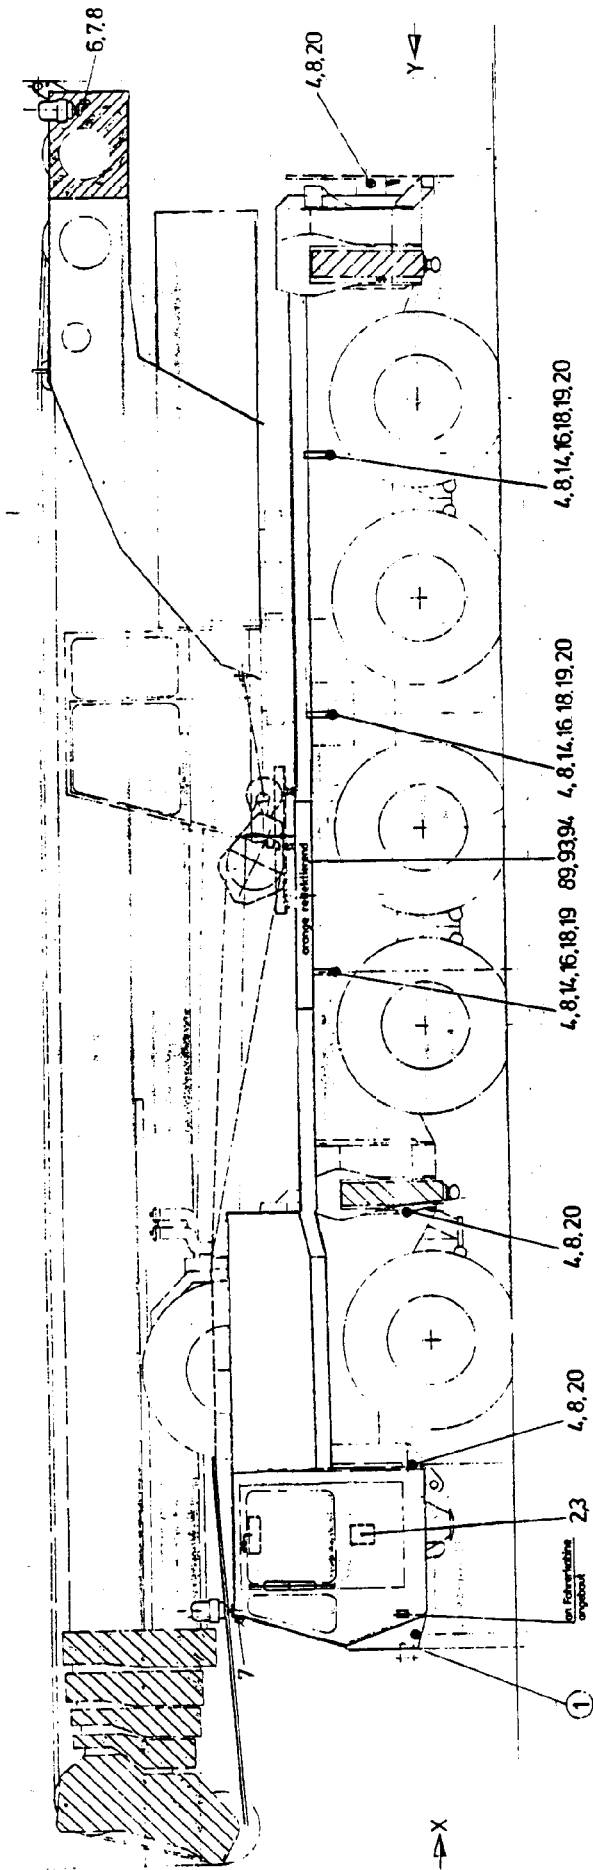 6,7,8
4,8,20
Y
4,8,14,16,18,19,20
4,8,14,16,18,19,20
89,93,94
orange reflektierend
4,8,14,16,18,19
4,8,20
4,8,20
2,3
an Fahrerkabine
angebaut
7
1
X